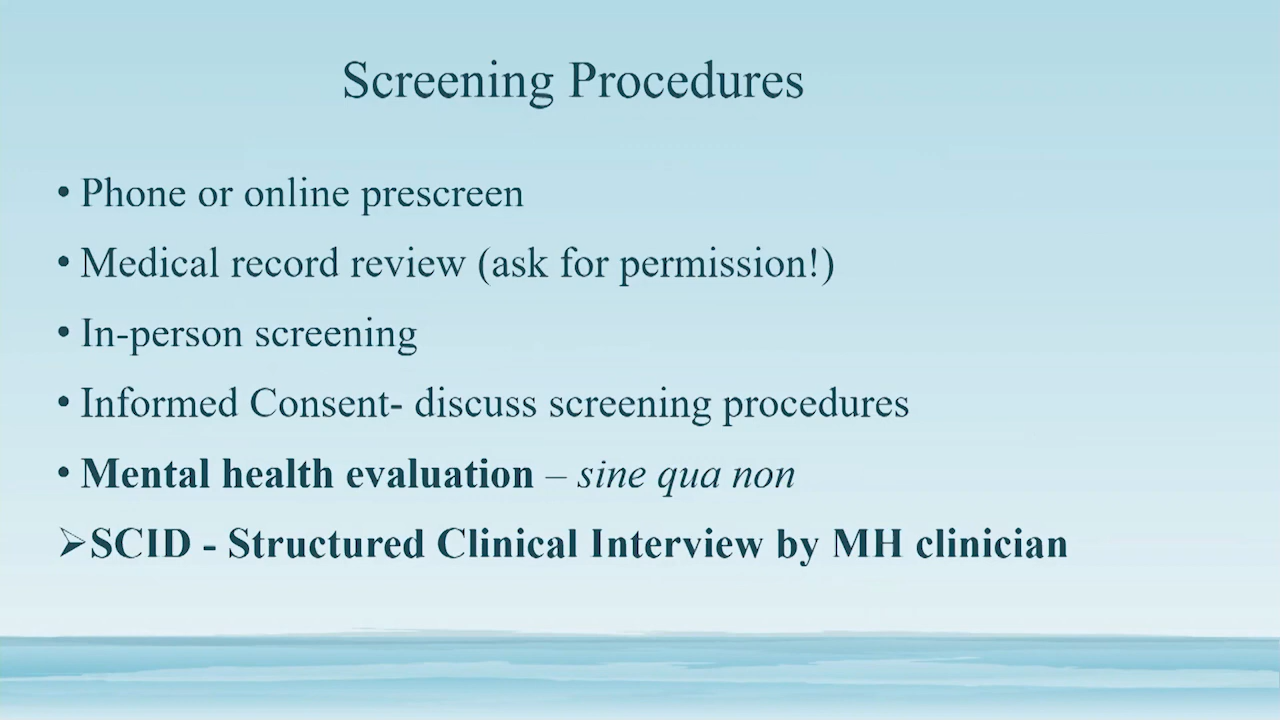 Screening Procedures
• Phone or online prescreen
• Medical record review (ask for permission!)
• In-person screening
• Informed Consent- discuss screening procedures
• Mental health evaluation – sine qua non
➢SCID - Structured Clinical Interview by MH clinician